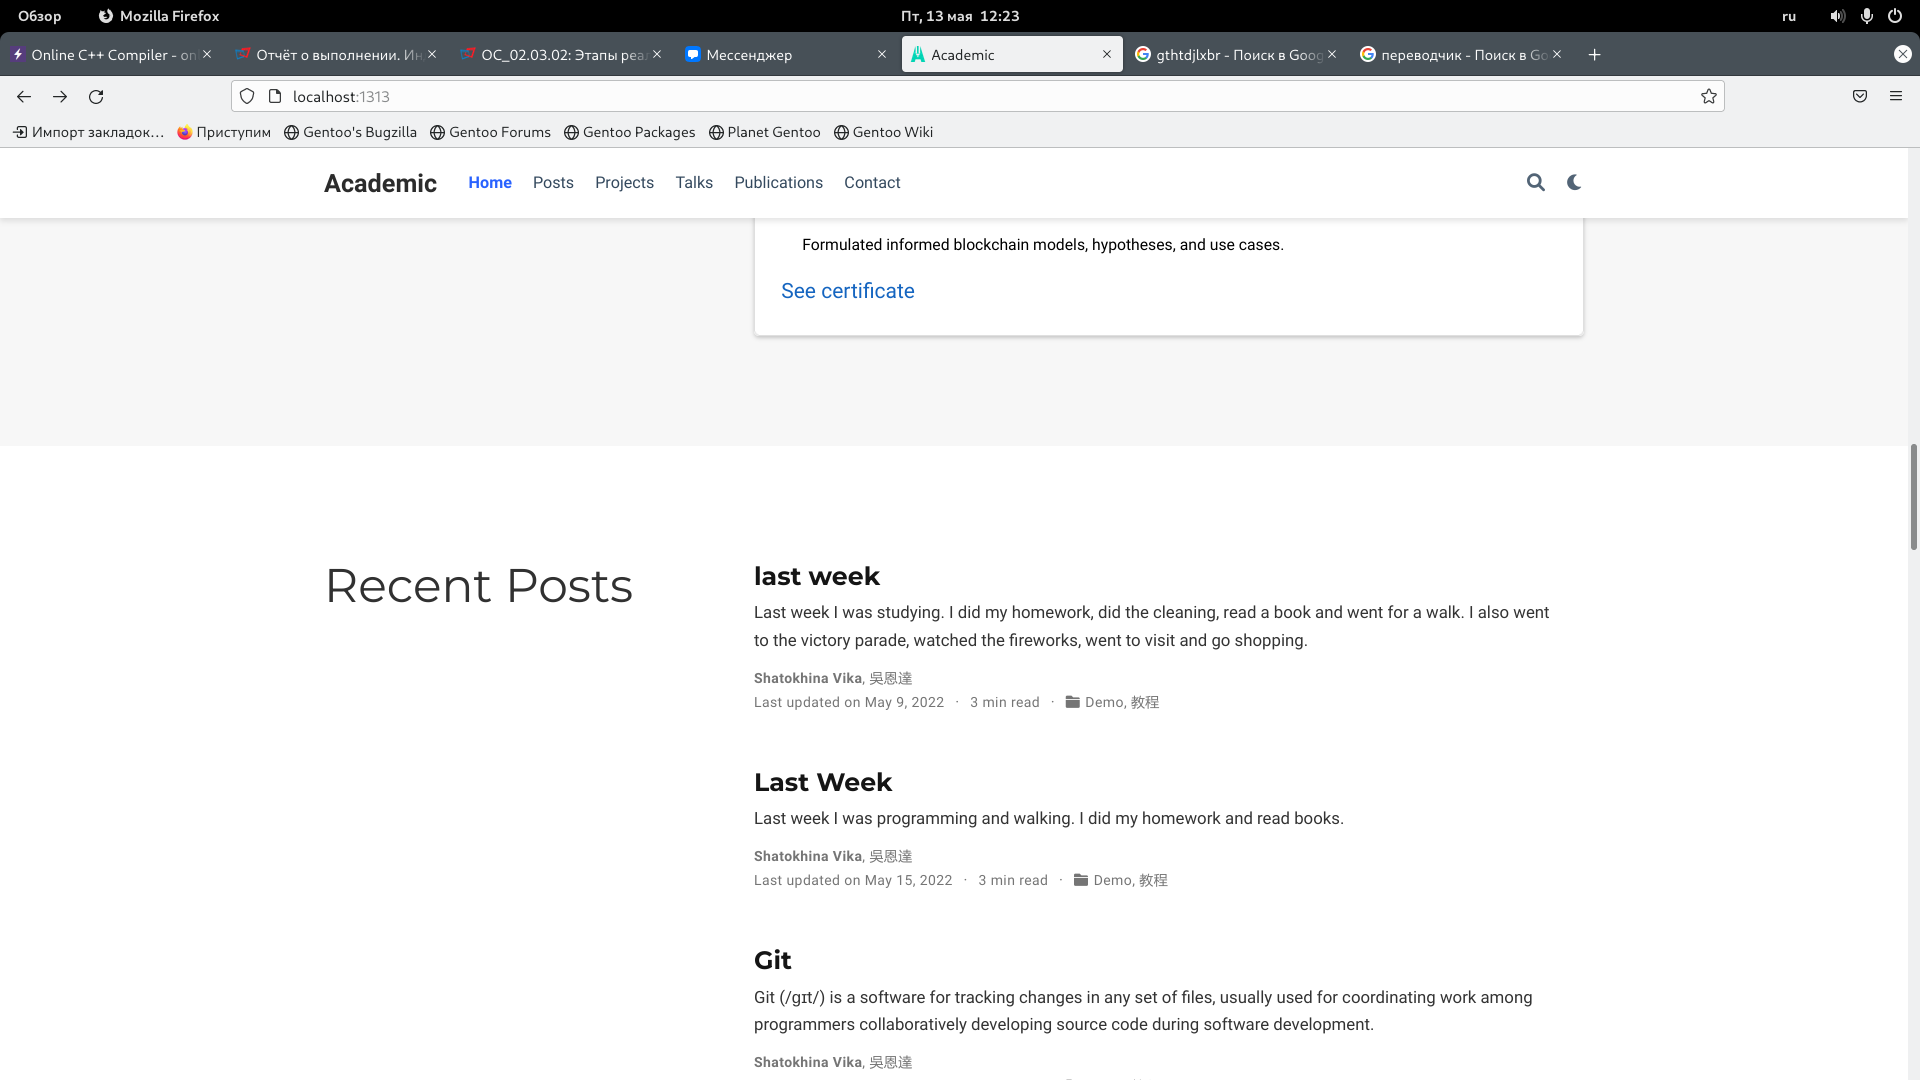 Обзор
Mozilla Firefox
Пт, 13 мая 12:23
ru
Online C++ Compiler - onl
Отчёт о выполнении. Ин
ОС_02.03.02: Этапы реа
Мессенджер
Academic
gthtdjlxbr - Поиск в Goog
переводчик - Поиск в Go
localhost:1313
Импорт закладок…
Приступим
Gentoo's Bugzilla
Gentoo Forums
Gentoo Packages
Planet Gentoo
Gentoo Wiki
Academic
Home
Posts
Projects
Talks
Publications
Contact
Formulated informed blockchain models, hypotheses, and use cases.
See certificate
Recent Posts
last week
Last week I was studying. I did my homework, did the cleaning, read a book and went for a walk. I also went
to the victory parade, watched the fireworks, went to visit and go shopping.
Shatokhina Vika, 吳恩達
Last updated on May 9, 2022 · 3 min read · Demo, 教程
Last Week
Last week I was programming and walking. I did my homework and read books.
Shatokhina Vika, 吳恩達
Last updated on May 15, 2022 · 3 min read · Demo, 教程
Git
Git (/ɡɪt/) is a software for tracking changes in any set of files, usually used for coordinating work among
programmers collaboratively developing source code during software development.
Shatokhina Vika, 吳恩達